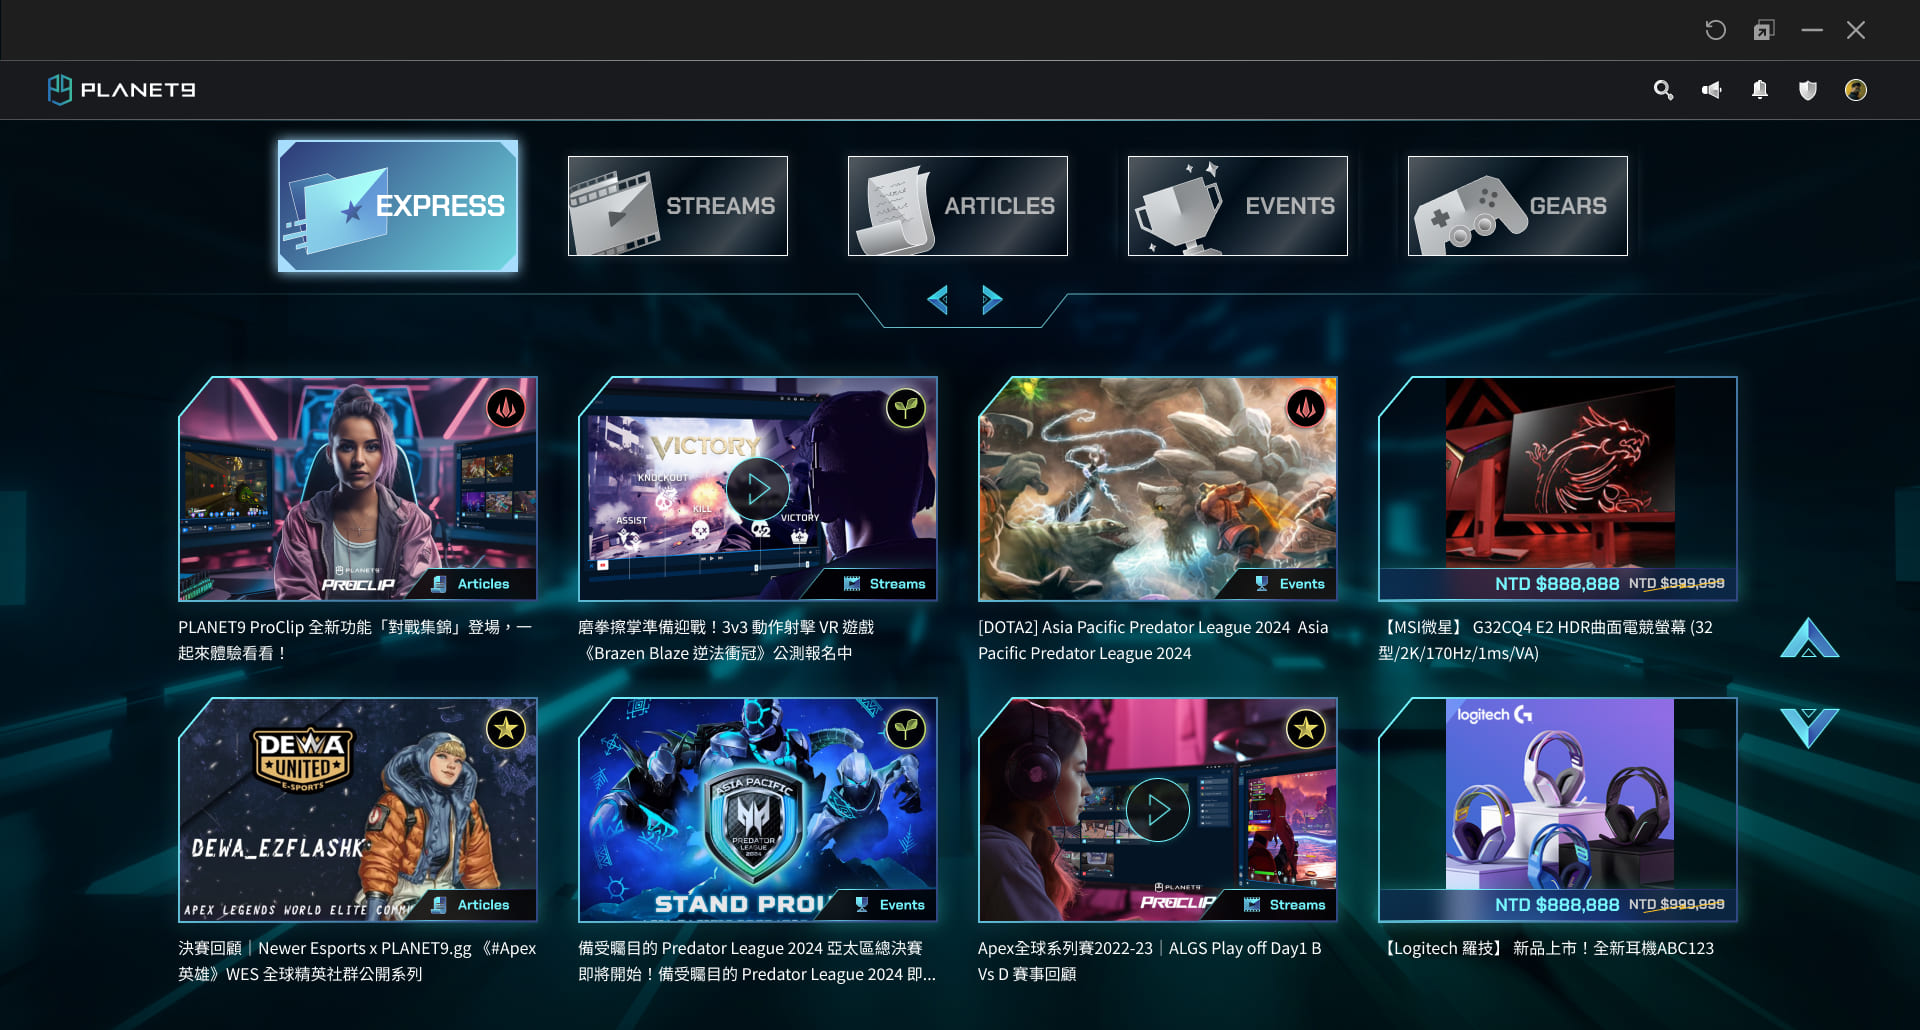 PLANET9
EXPRESS
STREAMS
ARTICLES
EVENTS
GEARS
PLANET9
PROCLIP
Articles
PLANET9 ProClip 全新功能「對戰集錦」登場，一
起來體驗看看！
VICTORY
KNOCKOUT
KILL
ASSIST
VICTORY
x2
Streams
磨拳擦掌準備迎戰！3v3 動作射擊 VR 遊戲
《Brazen Blaze 逆法衝冠》公測報名中
Events
[DOTA2] Asia Pacific Predator League 2024 Asia
Pacific Predator League 2024
NTD $888,888 NTD $999,999
【MSI微星】 G32CQ4 E2 HDR曲面電競螢幕 (32
型/2K/170Hz/1ms/VA)
DEWA
UNITED
E-SPORTS
DEWA_EZFLASHK
APEX LEGENDS WORLD ELITE COMM
Articles
決賽回顧｜Newer Esports x PLANET9.gg 《#Apex
英雄》WES 全球精英社群公開系列
ASIA PACIFIC
PREDATOR
LEAGUE
2024
STAND PROU
Events
備受矚目的 Predator League 2024 亞太區總決賽
即將開始！備受矚目的 Predator League 2024 即...
PLANET9
PROCLIP
Streams
Apex全球系列賽2022-23｜ALGS Play off Day1 B
Vs D 賽事回顧
logitech G
NTD $888,888 NTD $999,999
【Logitech 羅技】 新品上市！全新耳機ABC123